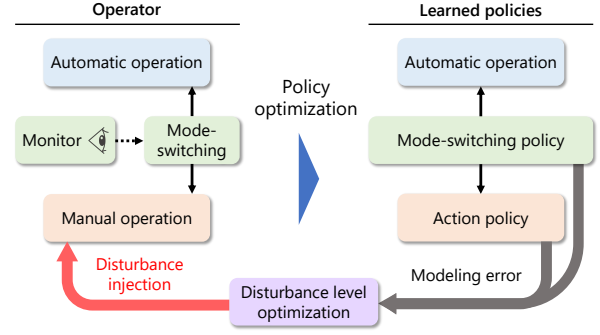 Operator
Automatic operation
Monitor
Mode-
switching
Manual operation
Disturbance
injection
Policy
optimization
Learned policies
Automatic operation
Mode-switching policy
Action policy
Modeling error
Disturbance level
optimization